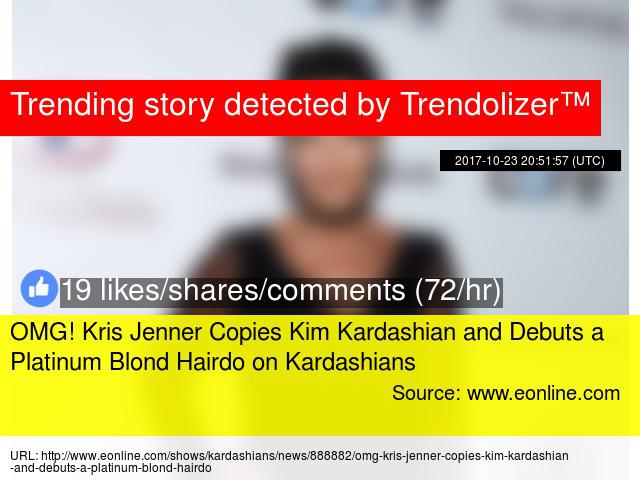 Trending story detected by Trendolizer™
2017-10-23 20:51:57 (UTC)
19 likes/shares/comments (72/hr)
OMG! Kris Jenner Copies Kim Kardashian and Debuts a
Platinum Blond Hairdo on Kardashians
Source: www.eonline.com
URL: http://www.eonline.com/shows/kardashians/news/888882/omg-kris-jenner-copies-kim-kardashian
-and-debuts-a-platinum-blond-hairdo